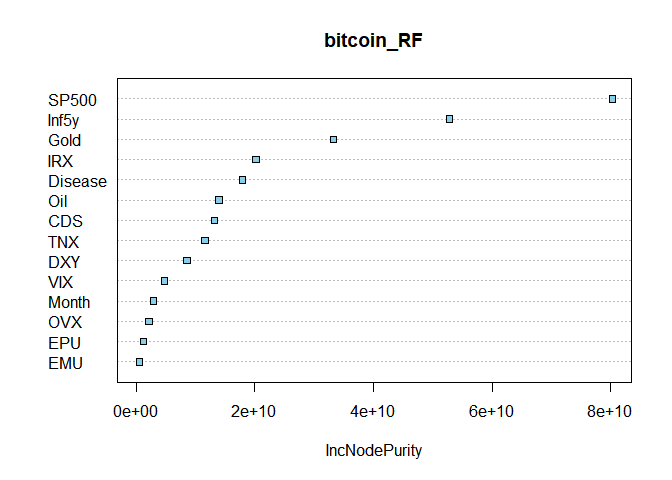 bitcoin_RF
SP500
Inf5y
Gold
IRX
Disease
Oil
CDS
TNX
DXY
VIX
Month
OVX
EPU
EMU
0e+00 2e+10 4e+10 6e+10 8e+10
IncNodePurity